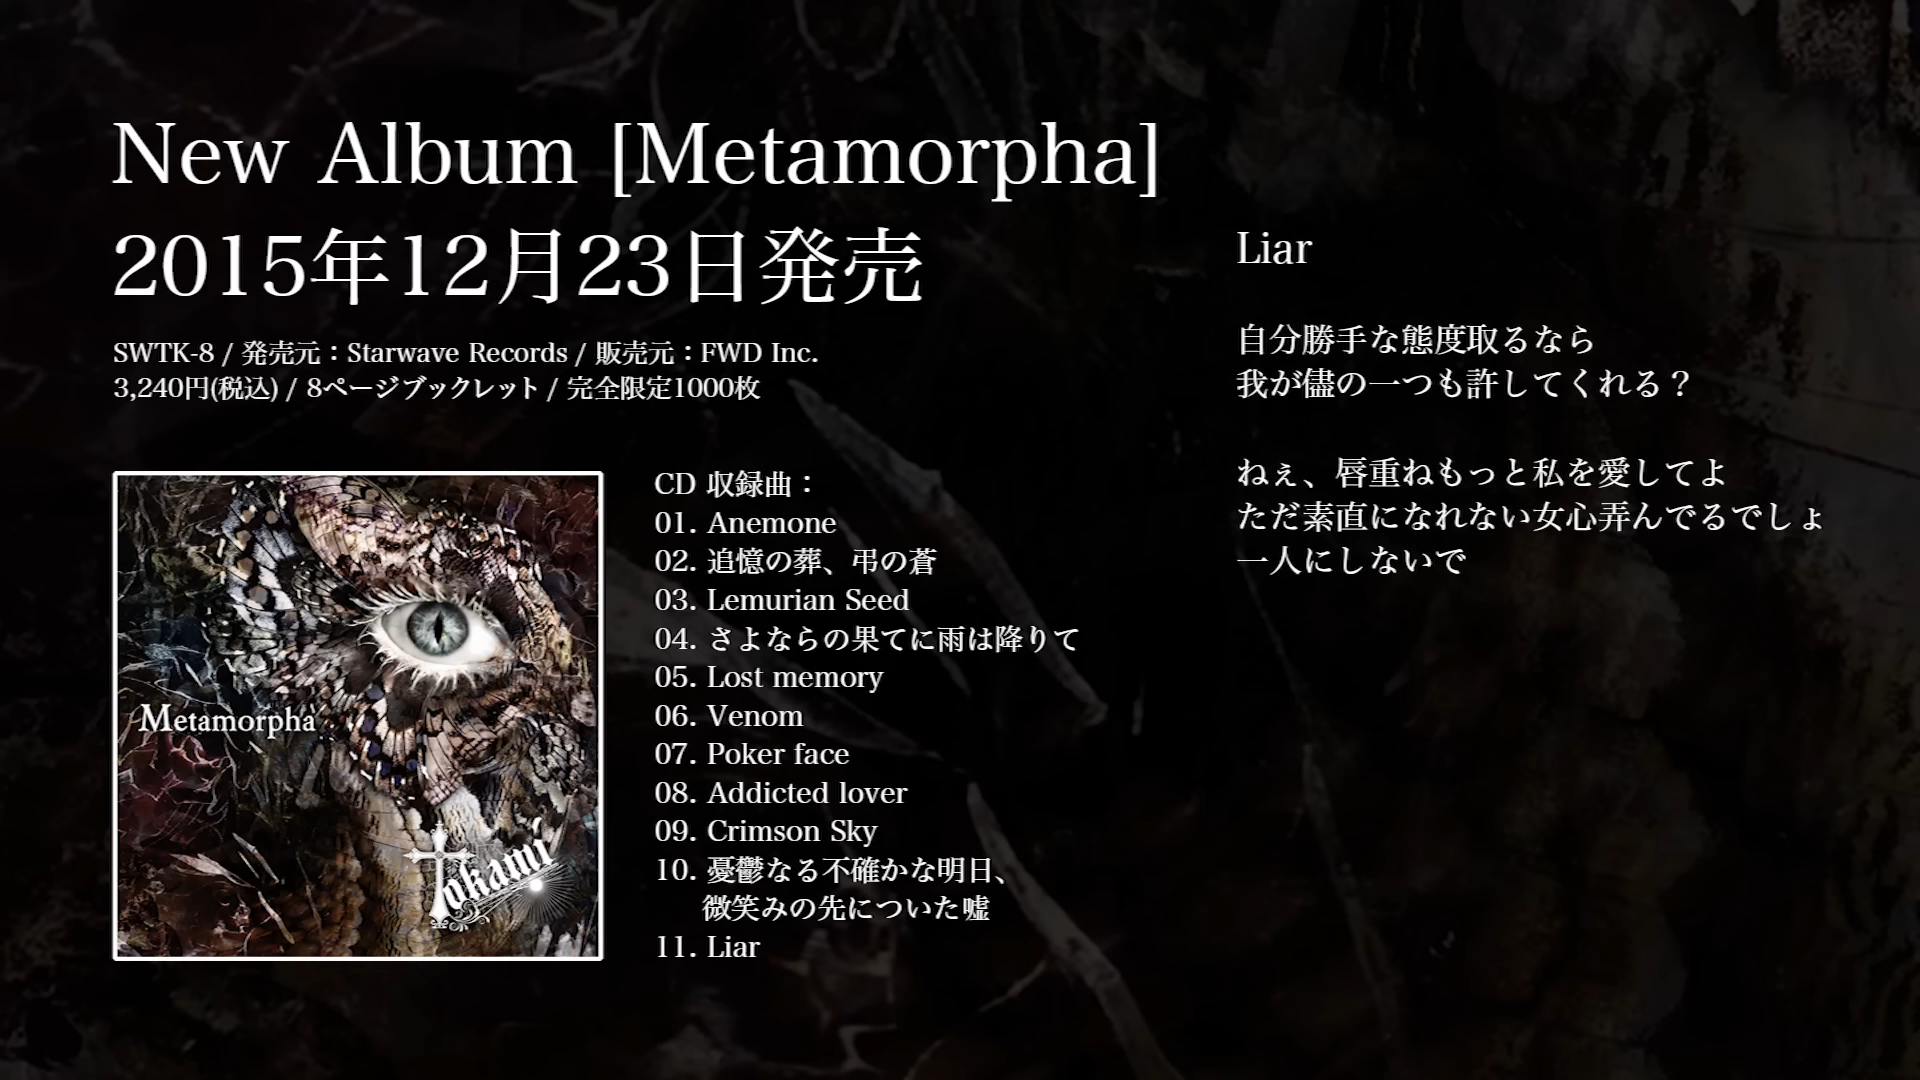 New Album [Metamorpha]
2015年12月23日発売
SWTK-8 / 発売元：Starwave Records / 販売元：FWD Inc.
3,240円(税込) / 8ページブックレット / 完全限定1000枚
Metamorpha
Tokami
CD 収録曲：
01. Anemone
02. 追憶の葬、弔の蒼
03. Lemurian Seed
04. さよならの果てに雨は降りて
05. Lost memory
06. Venom
07. Poker face
08. Addicted lover
09. Crimson Sky
10. 憂鬱なる不確かな明日、
微笑みの先についた嘘
11. Liar
Liar
自分勝手な態度取るなら
我が儘の一つも許してくれる？
ねぇ、唇重ねもっと私を愛してよ
ただ素直になれない女心弄んでるでしょ
一人にしないで